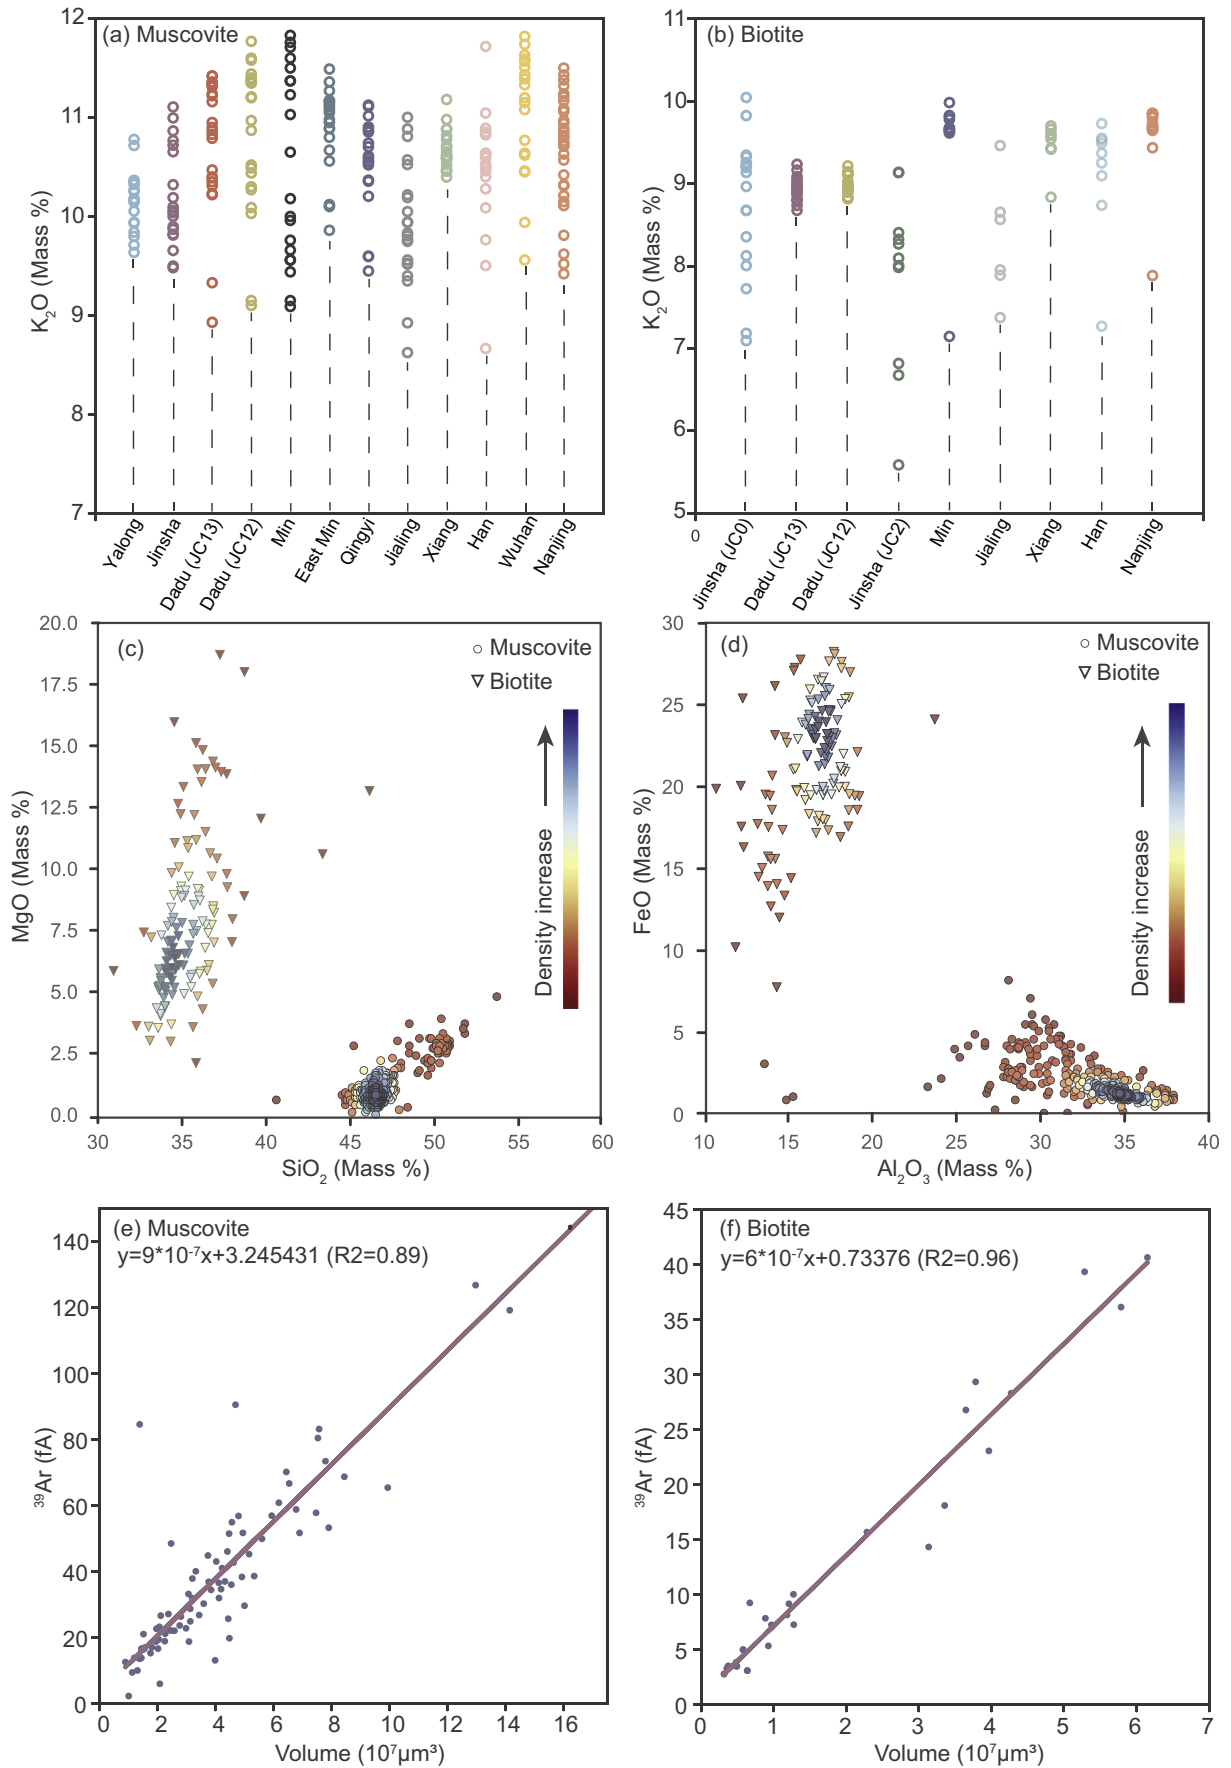 (a) Muscovite
12
11
10
9
8
7
K₂O (Mass %)
Yalong
Jinsha
Dadu (JC13)
Dadu (JC12)
Min
East Min
Qingyi
Jialing
Xiang
Han
Wuhan
Nanjing
(b) Biotite
11
10
9
8
7
6
5
0
K₂O (Mass %)
Jinsha (JC0)
Dadu (JC13)
Dadu (JC12)
Jinsha (JC2)
Min
Jialing
Xiang
Han
Nanjing
(c)
Muscovite
Biotite
Density increase
20.0
17.5
15.0
12.5
10.0
7.5
5.0
2.5
0.0
MgO (Mass %)
30 35 40 45 50 55 60
SiO₂ (Mass %)
(d)
Muscovite
Biotite
Density increase
30
25
20
15
10
5
0
FeO (Mass %)
10 15 20 25 30 35 40
Al₂O₃ (Mass %)
(e) Muscovite
y=9*10⁻⁷x+3.245431 (R2=0.89)
140
120
100
80
60
40
20
0
³⁹Ar (fA)
0 2 4 6 8 10 12 14 16
Volume (10⁷μm³)
(f) Biotite
y=6*10⁻⁷x+0.73376 (R2=0.96)
45
40
35
30
25
20
15
10
5
0
³⁹Ar (fA)
0 1 2 3 4 5 6 7
Volume (10⁷μm³)